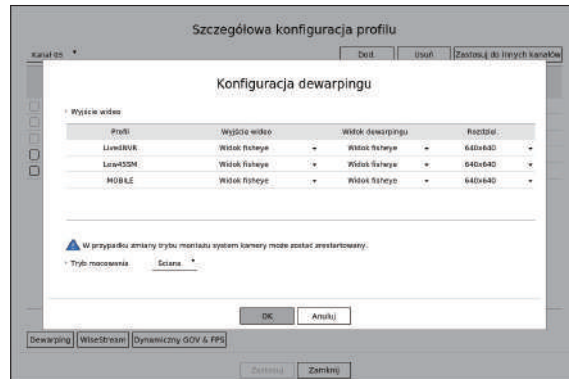 Szczegółowa konfiguracja profilu
Kanał 05
Dod. Usuń Zastosuj do innych kanałów
Konfiguracja dewarpingu
Wyjście wideo
Profil Wyjście wideo Widok dewarpingu Rozdziel.
Live4NVR Widok fisheye Widok fisheye 640x640
Low4SSM Widok fisheye Widok fisheye 640x640
MOBILE Widok fisheye Widok fisheye 640x640
W przypadku zmiany trybu montażu system kamery może zostać zrestartowany.
Tryb mocowania Ściana
OK Anuluj
Dewarping WiseStream Dynamiczny GOV & FPS
Zastosuj Zamknij